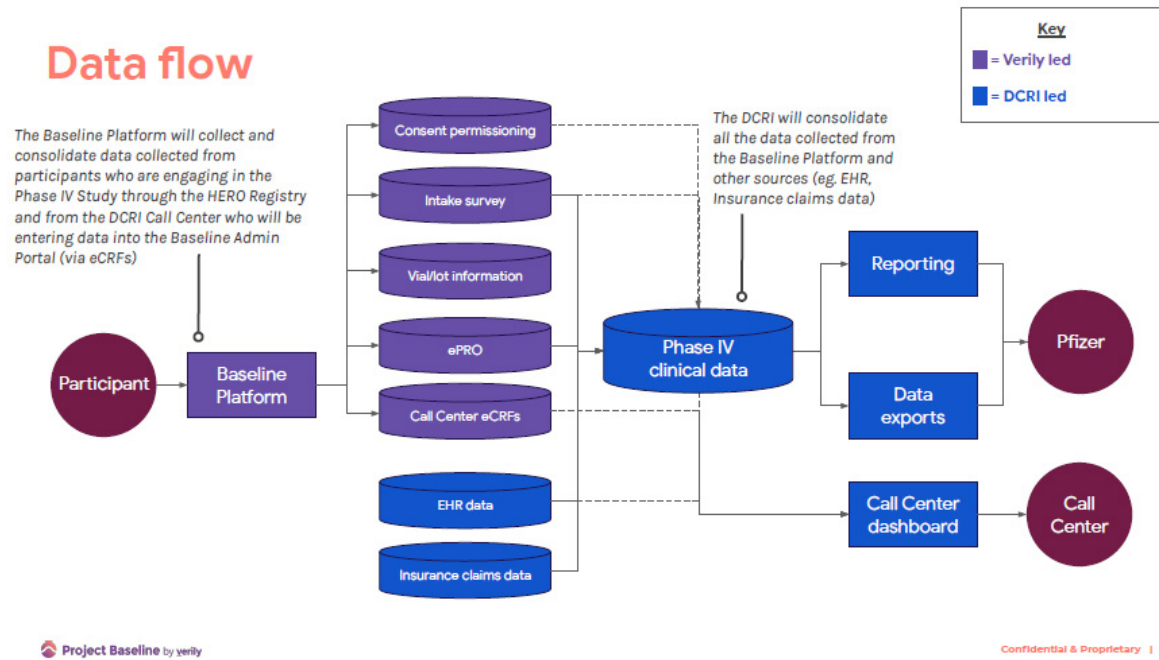 Data flow
Key
= Verily led
= DCRI led
The Baseline Platform will collect and
consolidate data collected from
participants who are engaging in the
Phase IV Study through the HERO Registry
and from the DCRI Call Center who will be
entering data into the Baseline Admin
Portal (via eCRFs)
The DCRI will consolidate
all the data collected from
the Baseline Platform and
other sources (eg. EHR,
Insurance claims data)
Participant
Baseline
Platform
Consent permissioning
Intake survey
Vial/lot information
ePRO
Call Center eCRFs
EHR data
Insurance claims data
Phase IV
clinical data
Reporting
Data
exports
Call Center
dashboard
Pfizer
Call
Center
Project Baseline by verily
Confidential & Proprietary |